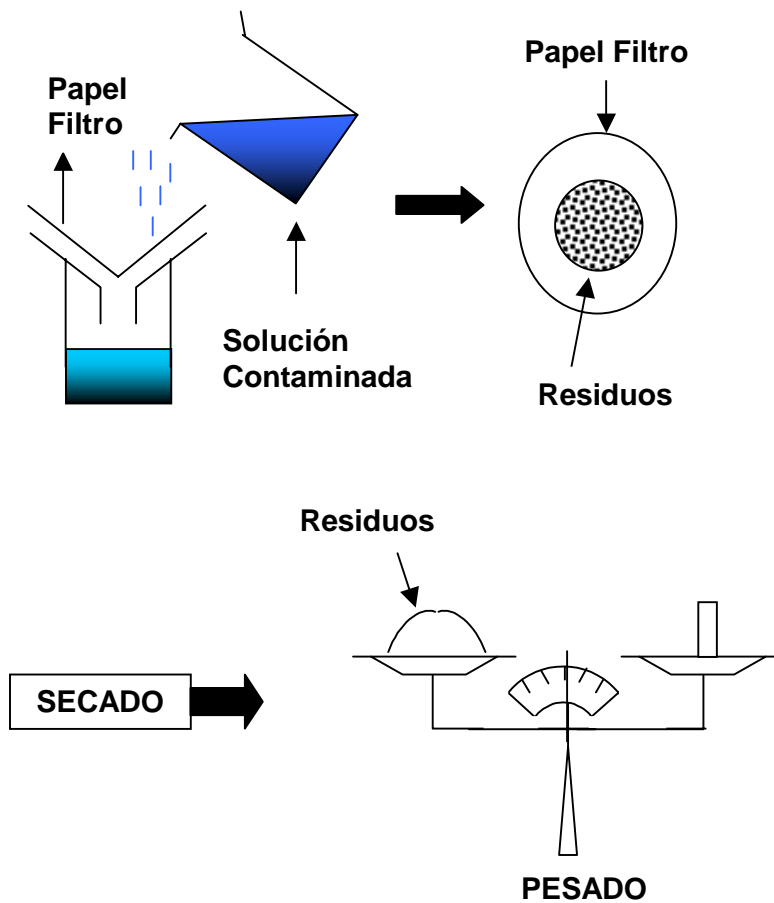 Papel
Filtro
Papel Filtro
Solución
Contaminada
Residuos
Residuos
SECADO
PESADO